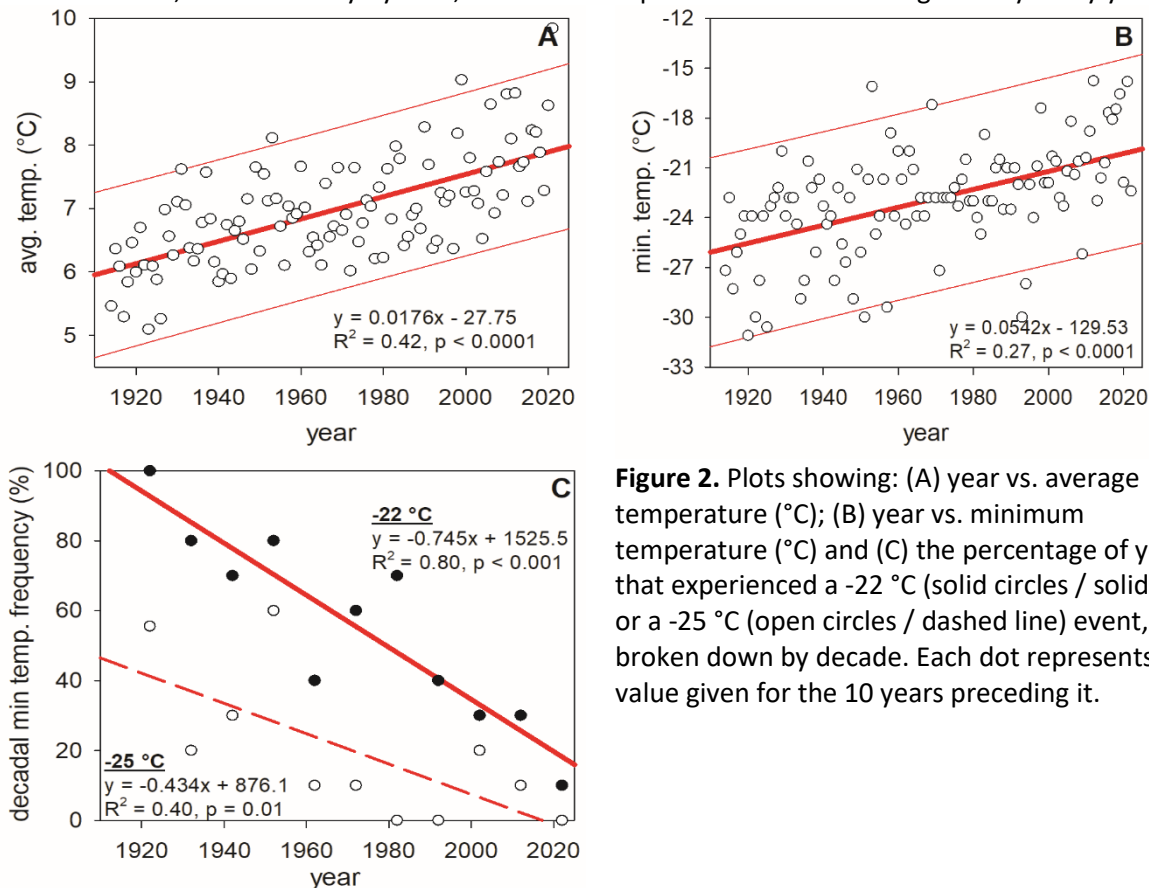 A
avg. temp. (°C)
10
9
8
7
6
5
y = 0.0176x - 27.75
R² = 0.42, p < 0.0001
1920 1940 1960 1980 2000 2020
year
B
min. temp. (°C)
-12
-15
-18
-21
-24
-27
-30
-33
y = 0.0542x - 129.53
R² = 0.27, p < 0.0001
1920 1940 1960 1980 2000 2020
year
C
decadal min temp. frequency (%)
100
80
60
40
20
0
-22 °C
y = -0.745x + 1525.5
R² = 0.80, p < 0.001
-25 °C
y = -0.434x + 876.1
R² = 0.40, p = 0.01
1920 1940 1960 1980 2000 2020
year
Figure 2. Plots showing: (A) year vs. average
temperature (°C); (B) year vs. minimum
temperature (°C) and (C) the percentage of y
that experienced a -22 °C (solid circles / solid
or a -25 °C (open circles / dashed line) event,
broken down by decade. Each dot represents
value given for the 10 years preceding it.